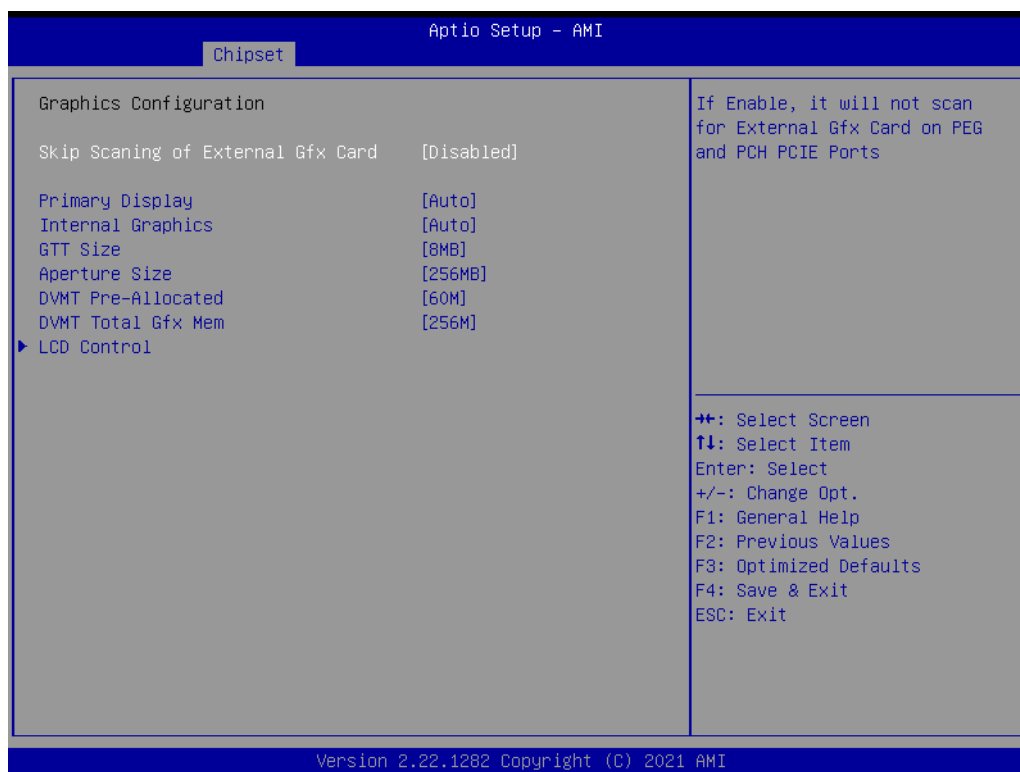 Aptio Setup – AMI
Chipset
Graphics Configuration
Skip Scaning of External Gfx Card [Disabled]
Primary Display [Auto]
Internal Graphics [Auto]
GTT Size [8MB]
Aperture Size [256MB]
DVMT Pre-Allocated [60M]
DVMT Total Gfx Mem [256M]
LCD Control
If Enable, it will not scan
for External Gfx Card on PEG
and PCH PCIE Ports
→←: Select Screen
↑↓: Select Item
Enter: Select
+/-: Change Opt.
F1: General Help
F2: Previous Values
F3: Optimized Defaults
F4: Save & Exit
ESC: Exit
Version 2.22.1282 Copyright (C) 2021 AMI